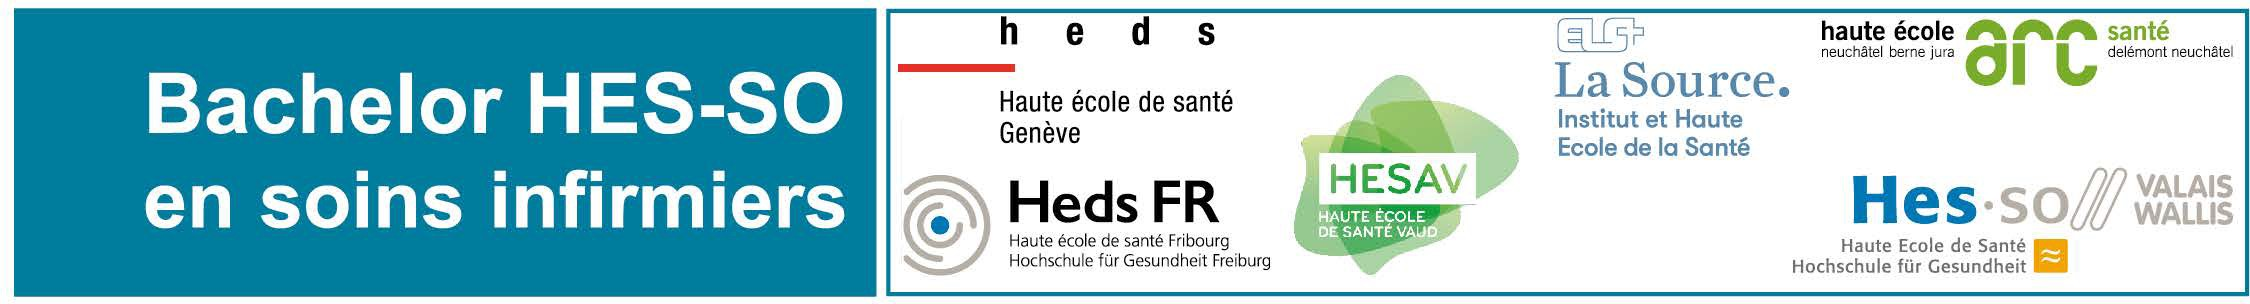 Bachelor HES-SO
en soins infirmiers
heds
Haute école de santé
Genève
Heds FR
Haute école de santé Fribourg
Hochschule für Gesundheit Freiburg
HESAV
HAUTE ÉCOLE
DE SANTÉ VAUD
ELS
La Source.
Institut et Haute
Ecole de la Santé
haute école
neuchâtel berne jura
arc
santé
delémont neuchâtel
Hes·so
VALAIS
WALLIS
Haute Ecole de Santé
Hochschule für Gesundheit